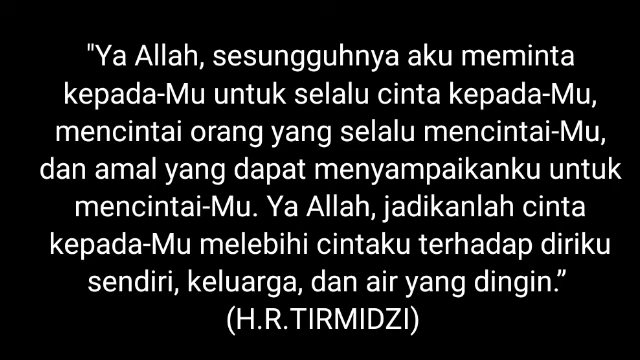 "Ya Allah, sesungguhnya aku meminta
kepada-Mu untuk selalu cinta kepada-Mu,
mencintai orang yang selalu mencintai-Mu,
dan amal yang dapat menyampaikanku untuk
mencintai-Mu. Ya Allah, jadikanlah cinta
kepada-Mu melebihi cintaku terhadap diriku
sendiri, keluarga, dan air yang dingin.”
(H.R.TIRMIDZI)